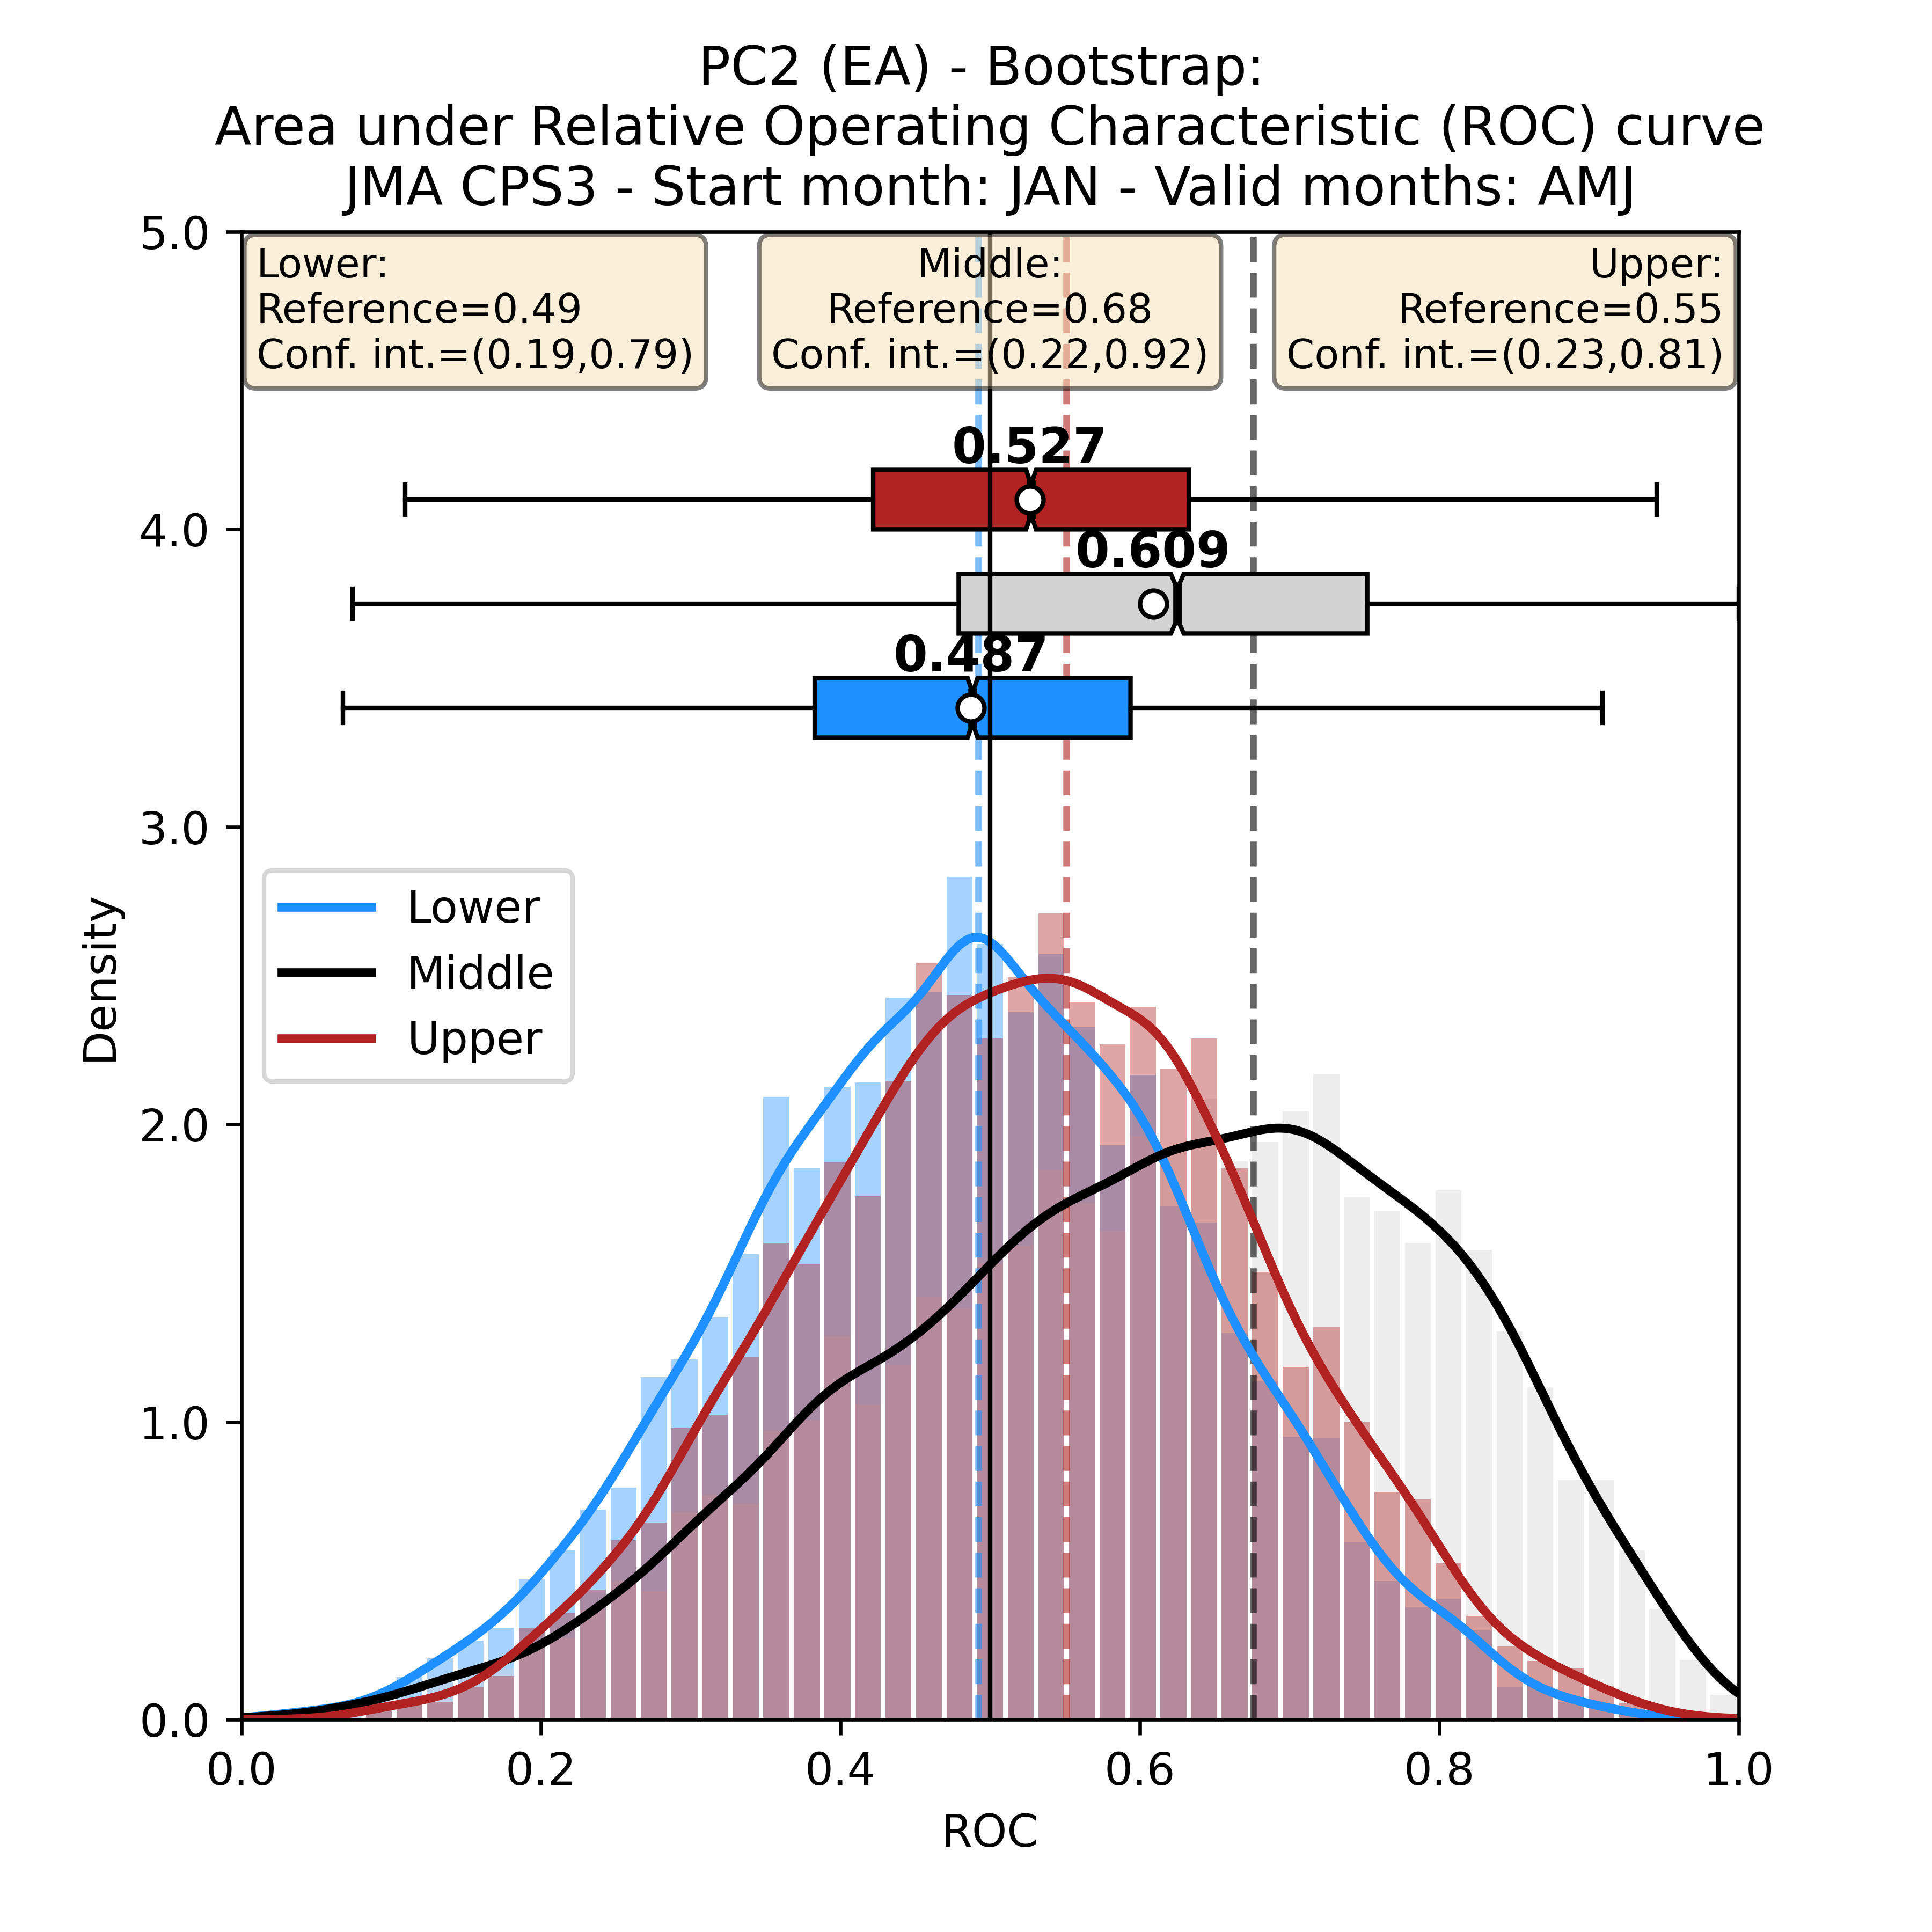 PC2 (EA) - Bootstrap:
Area under Relative Operating Characteristic (ROC) curve
JMA CPS3 - Start month: JAN - Valid months: AMJ
5.0
4.0
3.0
2.0
1.0
0.0
Density
Lower:
Reference=0.49
Conf. int.=(0.19,0.79)
Middle:
Reference=0.68
Conf. int.=(0.22,0.92)
Upper:
Reference=0.55
Conf. int.=(0.23,0.81)
0.527
0.609
0.487
Lower
Middle
Upper
0.0 0.2 0.4 0.6 0.8 1.0
ROC